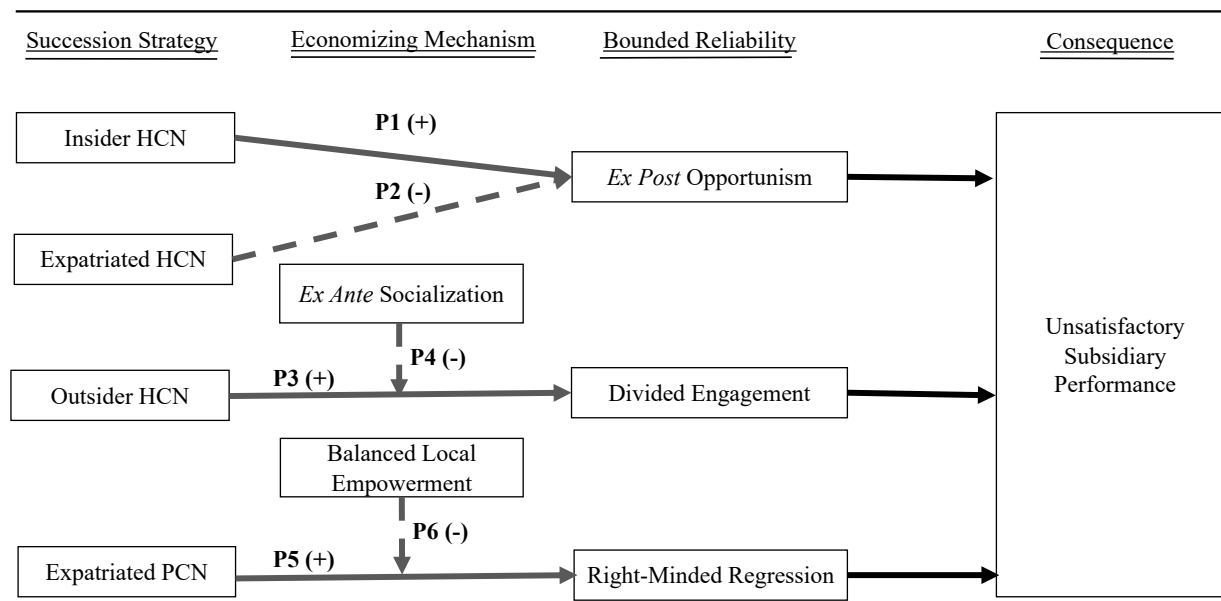 Succession Strategy
Economizing Mechanism
Bounded Reliability
Consequence
Insider HCN
P1 (+)
Ex Post Opportunism
P2 (-)
Expatriated HCN
Ex Ante Socialization
P4 (-)
Outsider HCN
P3 (+)
Divided Engagement
Balanced Local
Empowerment
P6 (-)
Expatriated PCN
P5 (+)
Right-Minded Regression
Unsatisfactory
Subsidiary
Performance